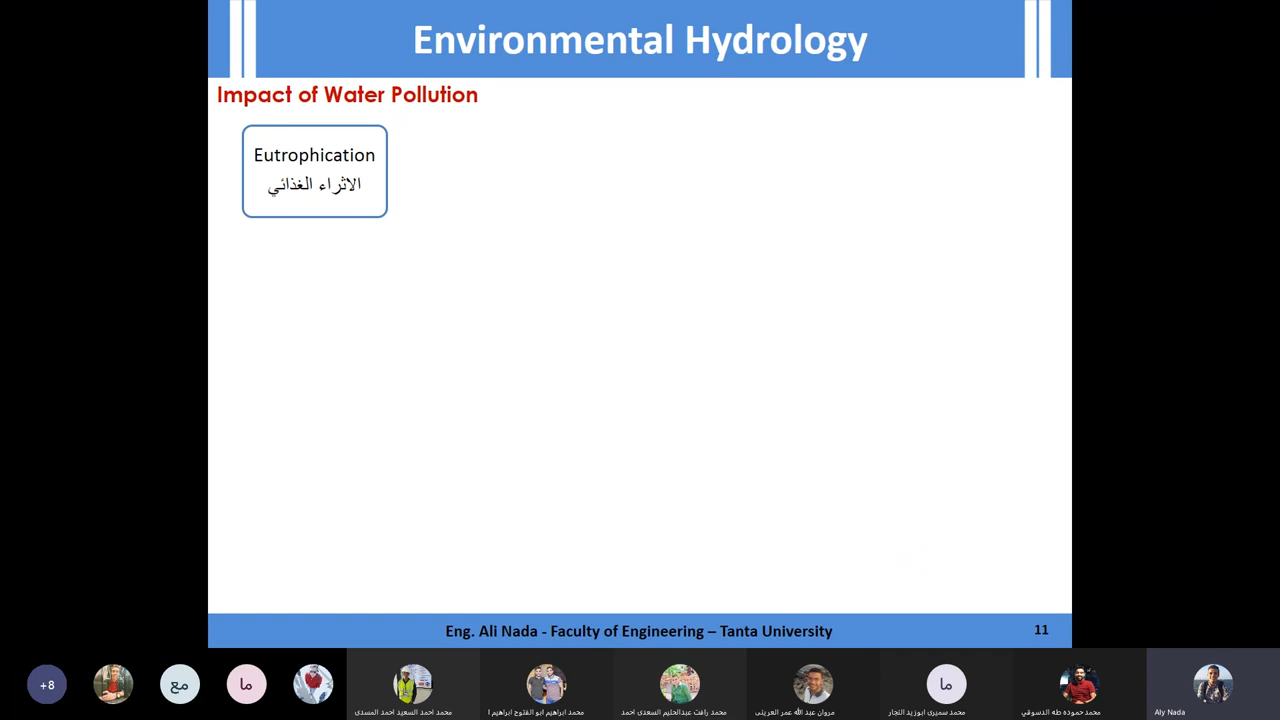 Environmental Hydrology
Impact of Water Pollution
Eutrophication
الاثراء الغذائي
Eng. Ali Nada - Faculty of Engineering – Tanta University
11
+8
مع
ما
ما
محمد احمد السعيد احمد المسدى
محمد ابراهيم ابو الفتوح ابراهيم ا
محمد رافت عبدالحليم السعدى احمد
مروان عبد الله عمر العرينى
محمد سميرى ابوزيد النجار
محمد حموده طه الدسوقي
Aly Nada